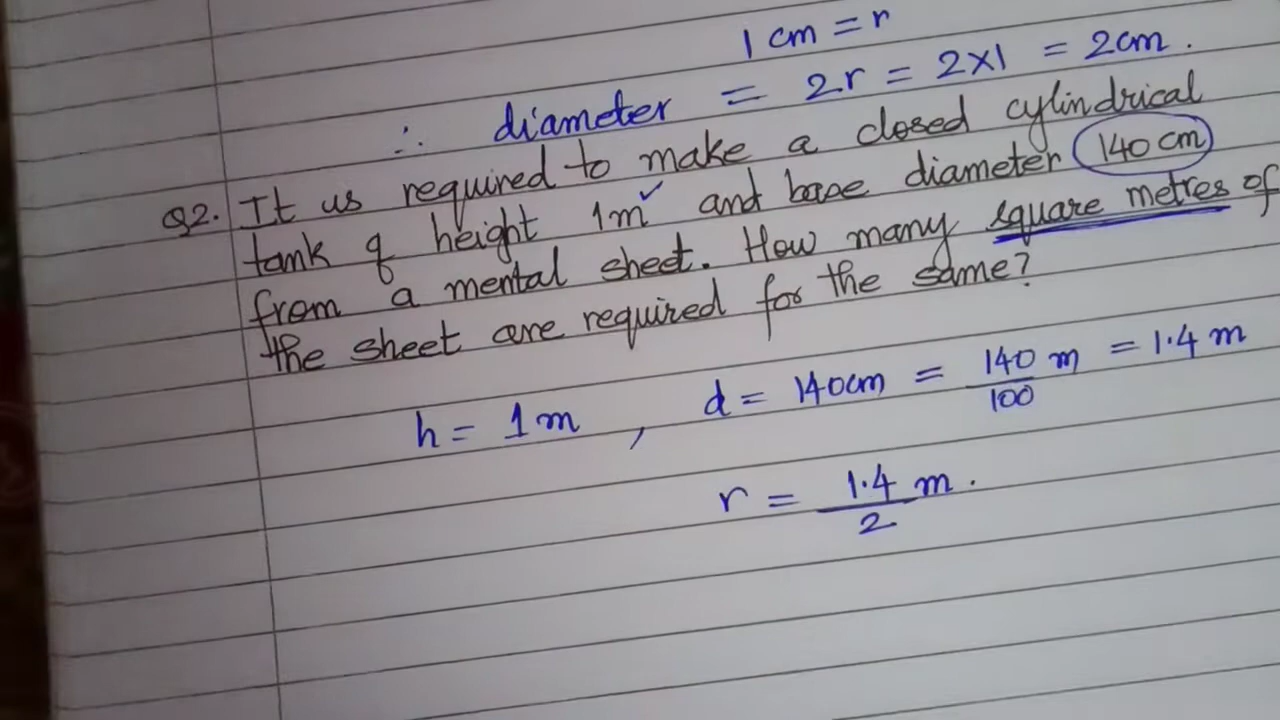 1 cm = r
∴ diameter = 2r = 2×1 = 2cm.
Q2. It is required to make a closed cylindrical
tank of height 1m and base diameter 140 cm
from a mental sheet. How many square metres of
the sheet are required for the same?
h = 1m , d = 140cm = 140/100 m = 1.4 m
r = 1.4/2 m.